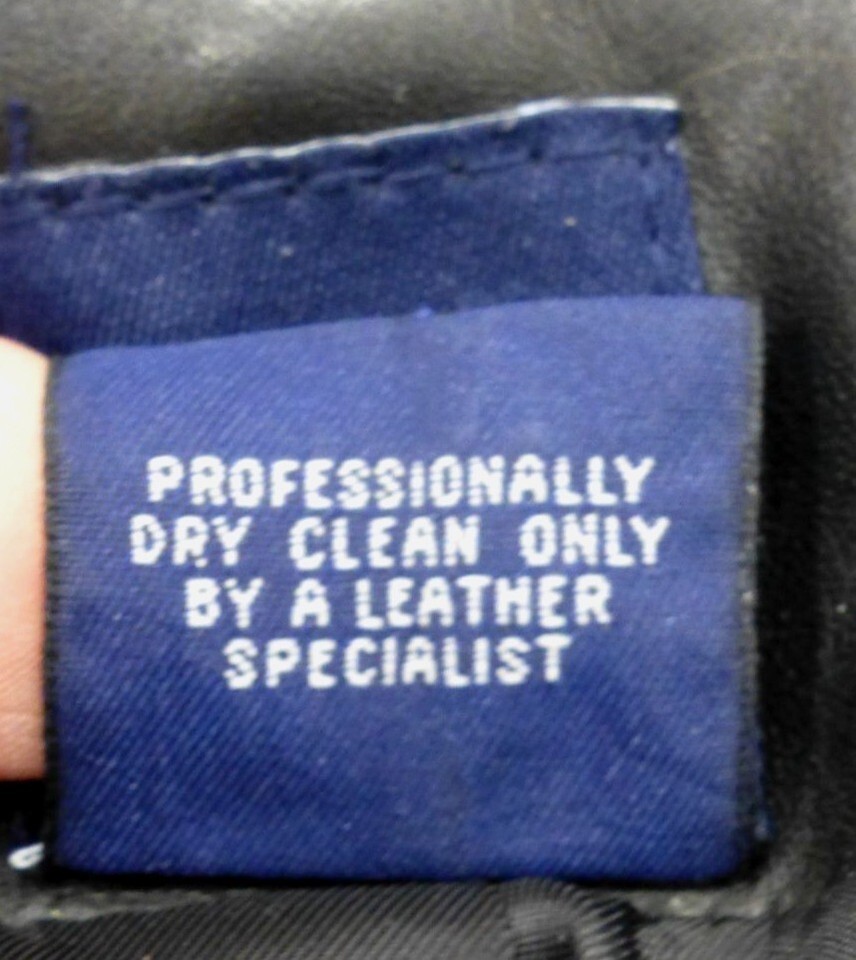 PROFESSIONALLY
DRY CLEAN ONLY
BY A LEATHER
SPECIALIST